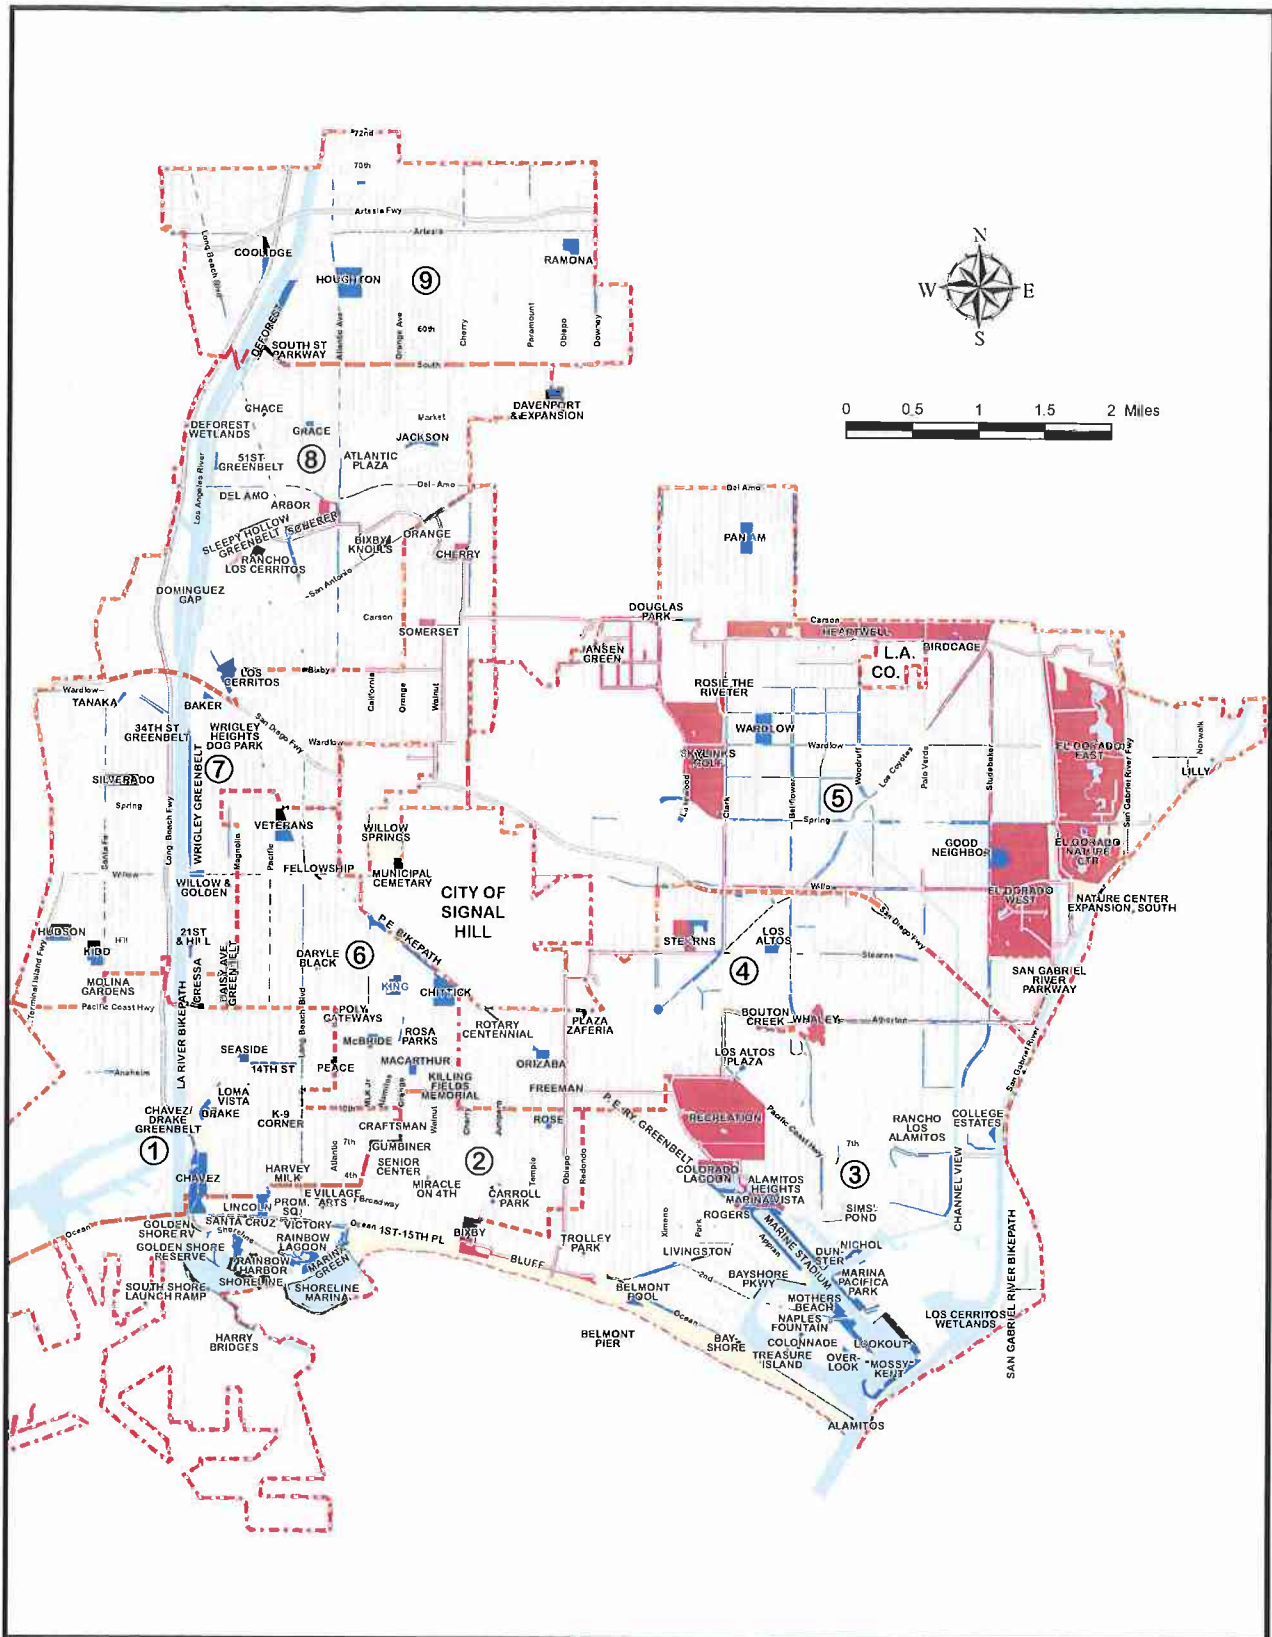 72nd
70th
Artesia Fwy
Artesia
Long Beach Blvd
COOLIDGE
HOUGHTON
9
RAMONA
N
W
E
S
DEFOREST
Atlantic Ave
Orange Ave
60th
Cherry
Paramount
Obispo
Downey
SOUTH ST
PARKWAY
South
DAVENPORT
& EXPANSION
0 0.5 1 1.5 2 Miles
GHACE
DEFOREST
WETLANDS
GRACE
Market
JACKSON
51ST
GREENBELT
8
ATLANTIC
PLAZA
Los Angeles River
DEL AMO
Del Amo
Del Amo
ARBOR
SLEEPY HOLLOW
GREENBELT
SCHERER
ORANGE
BIXBY
KNOLLS
CHERRY
PAN AM
RANCHO
LOS CERRITOS
San Antonio
DOMINGUEZ
GAP
Carson
SOMERSET
DOUGLAS
PARK
Carson
HEARTWELL
BIRDCAGE
JANSEN
GREEN
L.A.
CO.
LOS
CERRITOS
Bixby
Wardlow
TANAKA
BAKER
California
Orange
Walnut
ROSIE THE
RIVETER
34TH ST
GREENBELT
WRIGLEY
HEIGHTS
DOG PARK
San Diego Fwy
Wardlow
WARDLOW
Wardlow
SKYLINKS
GOLF
EL DORADO
EAST
Norwalk
LILLY
7
SILVERADO
Spring
WRIGLEY GREENBELT
Long Beach Fwy
Lakewood
Clark
Bellflower
Woodruff
Los Coyotes
Palo Verde
Studebaker
San Gabriel River Fwy
5
Spring
VETERANS
WILLOW
SPRINGS
Santa Fe
Magnolia
Pacific
GOOD
NEIGHBOR
EL DORADO
NATURE
CTR
Willow
WILLOW &
GOLDEN
FELLOWSHIP
MUNICIPAL
CEMETARY
CITY OF
SIGNAL
HILL
Willow
EL DORADO
WEST
NATURE CENTER
EXPANSION, SOUTH
San Diego Fwy
HUDSON
Hill
KIDD
21ST
& HILL
P.E BIKEPATH
STEARNS
LOS
ALTOS
Stearns
6
DARYLE
BLACK
4
Terminal Island Fwy
MOLINA
GARDENS
CRESSA
DAISY AVE
GREENBELT
KING
CHITTICK
SAN GABRIEL
RIVER
PARKWAY
Pacific Coast Hwy
LA RIVER BIKEPATH
Long Beach Blvd
POLY
GATEWAYS
ROTARY
CENTENNIAL
PLAZA
ZAFERIA
BOUTON
CREEK
WHALEY
Atherton
McBRIDE
ROSA
PARKS
SEASIDE
14TH ST
PEACE
MACARTHUR
ORIZABA
LOS ALTOS
PLAZA
San Gabriel River
Anaheim
KILLING
FIELDS
MEMORIAL
FREEMAN
LOMA
VISTA
MLK Jr
Alamitos
Orange
Walnut
Cherry
Junipero
CHAVEZ/
DRAKE
GREENBELT
DRAKE
K-9
CORNER
10th
CRAFTSMAN
ROSE
P. E. RY. GREENBELT
RECREATION
Pacific Coast Hwy
RANCHO
LOS
ALAMITOS
COLLEGE
ESTATES
1
Atlantic
7th
GUMBINER
SENIOR
CENTER
2
7th
3
COLORADO
LAGOON
ALAMITOS
HEIGHTS
MARINA VISTA
CHAVEZ
HARVEY
MILK
4th
MIRACLE
ON 4TH
Temple
Obispo
Redondo
CHANNEL VIEW
LINCOLN
PROM.
SQ.
E VILLAGE
ARTS
Broadway
CARROLL
PARK
ROGERS
SIMS'
POND
SANTA CRUZ
VICTORY
Ocean
GOLDEN
SHORE RV
Shoreline
Ocean
1ST-15TH PL
BIXBY
TROLLEY
PARK
Ximeno
Park
MARINE STADIUM
Appian
NICHOL
GOLDEN SHORE
RESERVE
RAINBOW
LAGOON
MARINA
GREEN
BLUFF
LIVINGSTON
DUN-
STER
RAINBOW
HARBOR
2nd
BAYSHORE
PKWY
MARINA
PACIFICA
PARK
SOUTH SHORE
LAUNCH RAMP
SHORELINE
SHORELINE
MARINA
BELMONT
POOL
MOTHERS
BEACH
NAPLES
FOUNTAIN
LOS CERRITOS
WETLANDS
SAN GABRIEL RIVER BIKEPATH
HARRY
BRIDGES
Ocean
BELMONT
PIER
BAY-
SHORE
COLONNADE
LOOKOUT
TREASURE
ISLAND
OVER-
LOOK
"MOSSY"
KENT
ALAMITOS